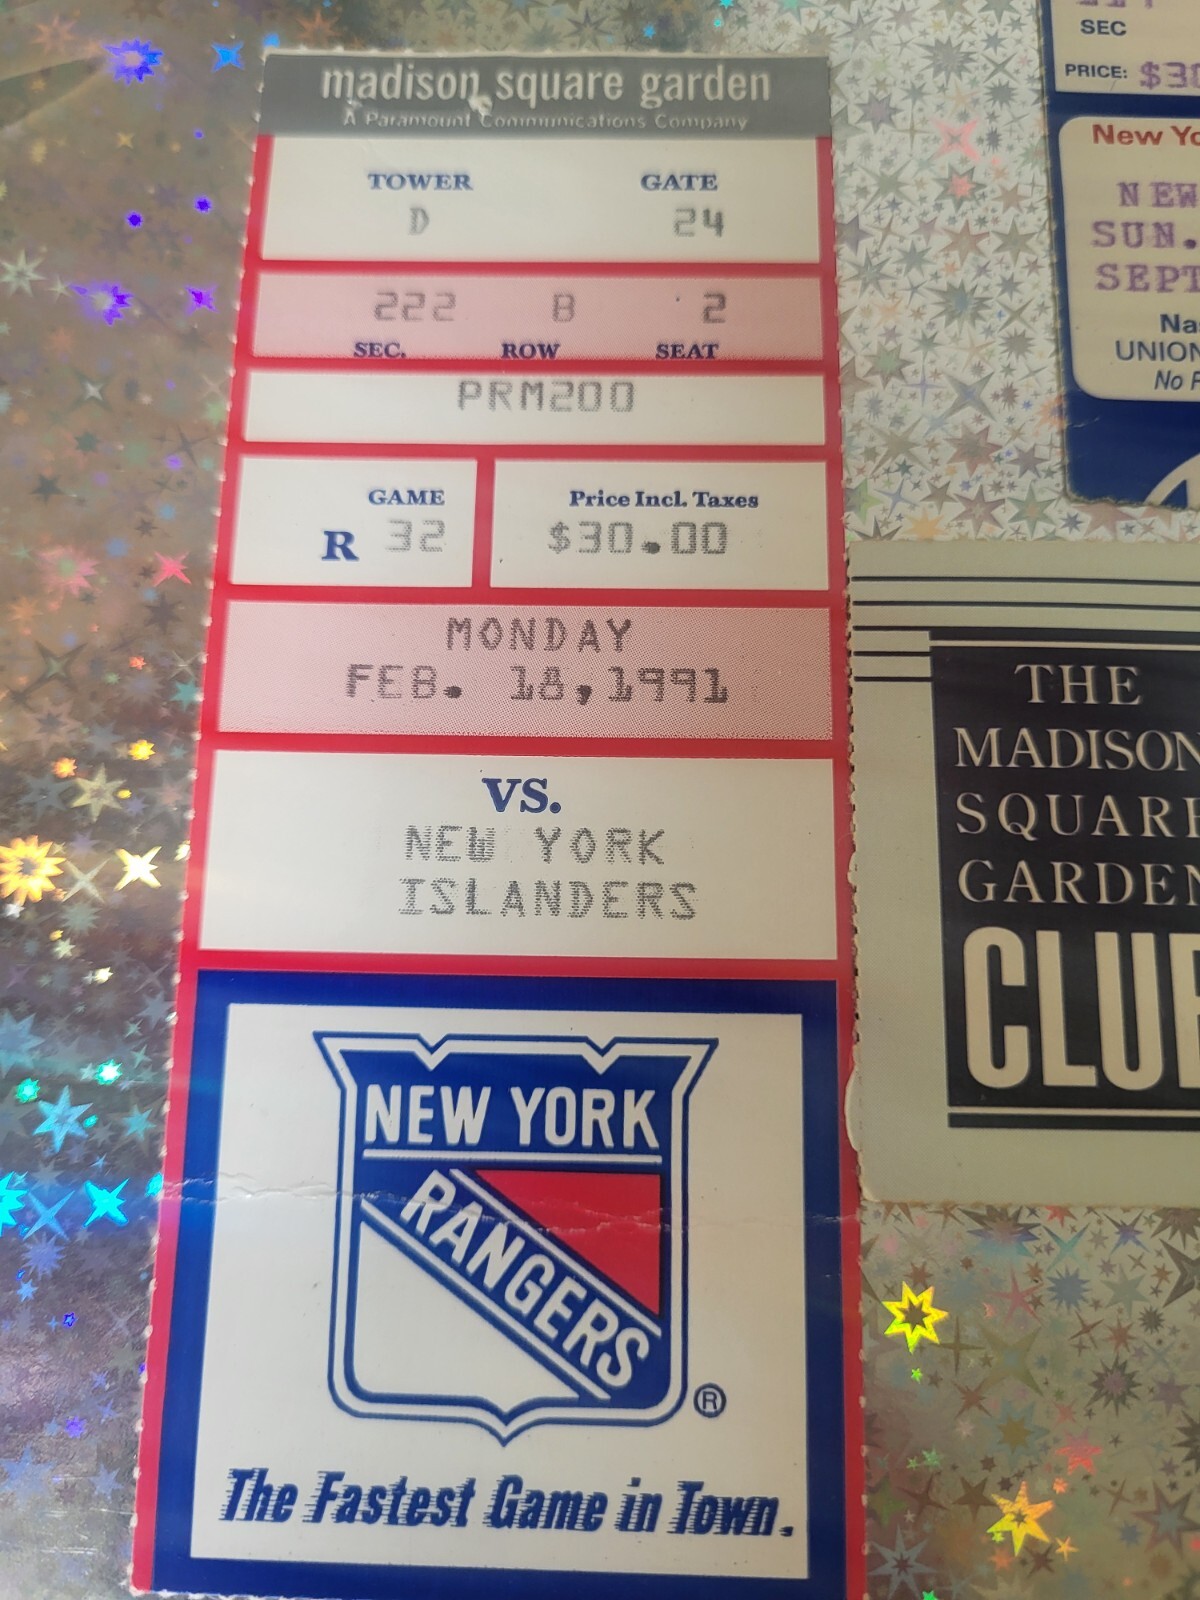 madison square garden
A Paramount Communications Company
TOWER GATE
D 24
222 B 2
SEC. ROW SEAT
PRM200
GAME
R 32
Price Incl. Taxes
$30.00
MONDAY
FEB. 18,1991
VS.
NEW YORK
ISLANDERS
NEW YORK
RANGERS
®
The Fastest Game in Town.
SEC
PRICE: $30
New Yo
NEW
SUN.
SEPT
Na
UNION
No
THE
MADISON
SQUARE
GARDEN
CLUB